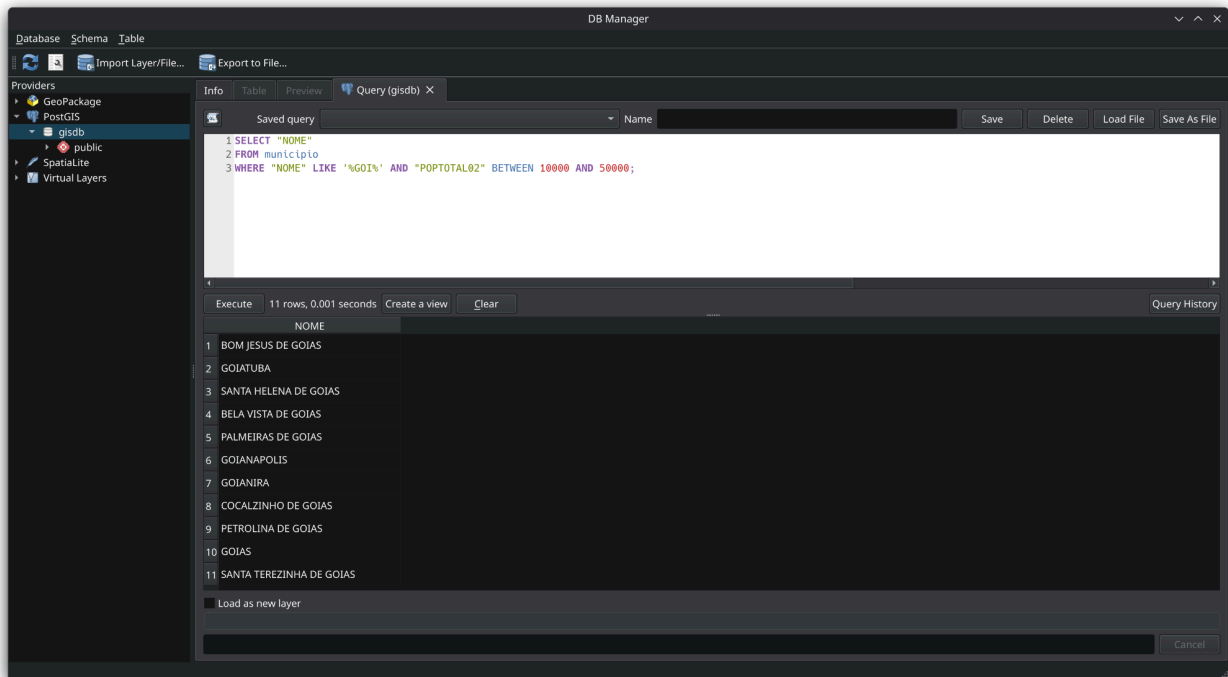 DB Manager
Database Schema Table
Import Layer/File... Export to File...
Providers
GeoPackage
PostGIS
gisdb
public
SpatiaLite
Virtual Layers
Info Table Preview Query (gisdb)
Saved query Name Save Delete Load File Save As File
1 SELECT "NOME"
2 FROM municipio
3 WHERE "NOME" LIKE '%GOI%' AND "POPTOTAL02" BETWEEN 10000 AND 50000;
Execute 11 rows, 0.001 seconds Create a view Clear Query History
NOME
1 BOM JESUS DE GOIAS
2 GOIATUBA
3 SANTA HELENA DE GOIAS
4 BELA VISTA DE GOIAS
5 PALMEIRAS DE GOIAS
6 GOIANAPOLIS
7 GOIANIRA
8 COCALZINHO DE GOIAS
9 PETROLINA DE GOIAS
10 GOIAS
11 SANTA TEREZINHA DE GOIAS
Load as new layer
Cancel